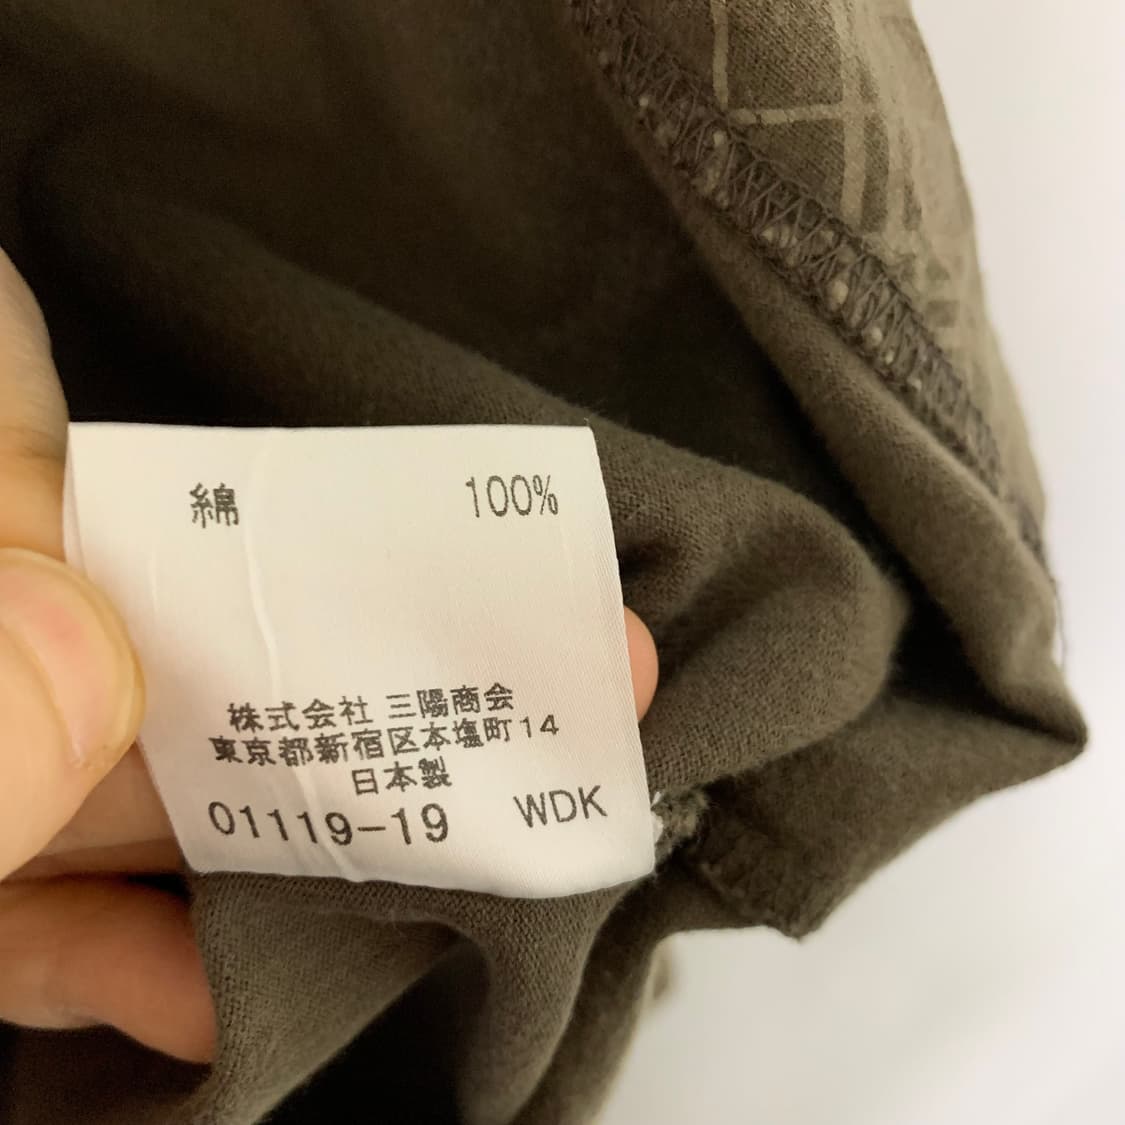 綿 100%
株式会社 三陽商会
東京都新宿区本塩町14
日本製
01119-19 WDK